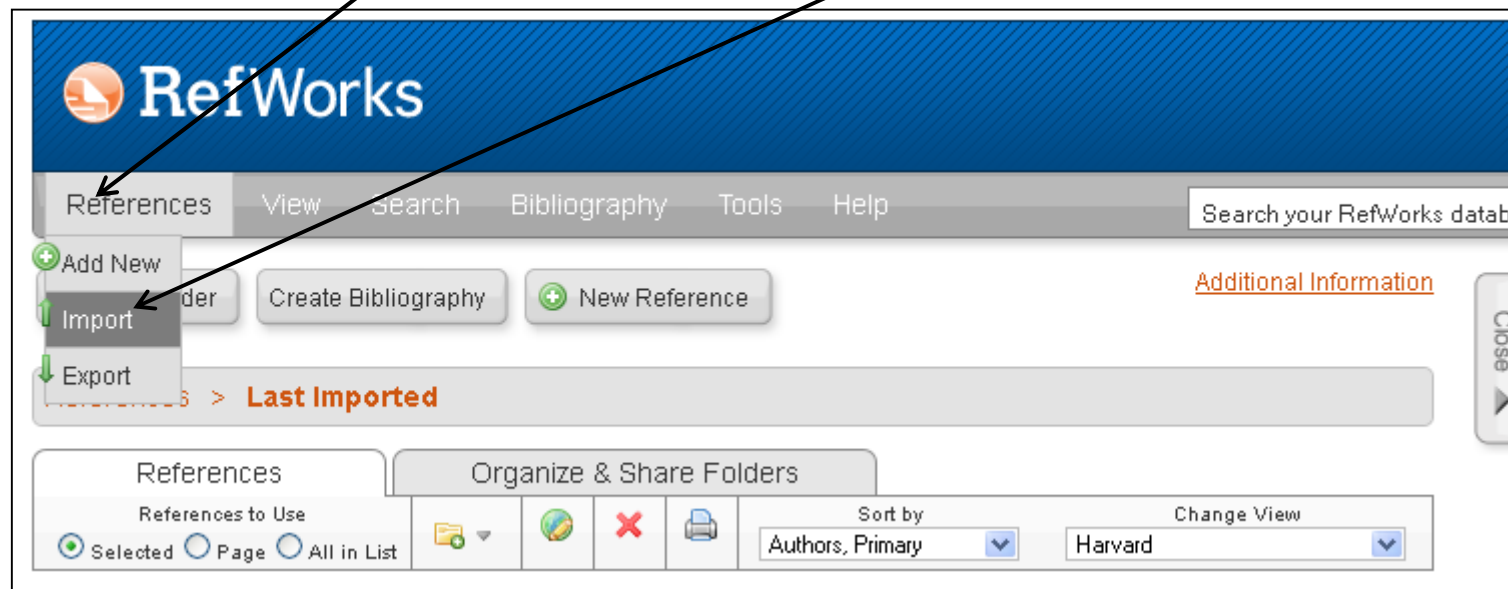 RefWorks
References View Search Bibliography Tools Help
Search your RefWorks datab
Add New
Import
Export
der
Create Bibliography
New Reference
Additional Information
Close
References > Last Imported
References
Organize & Share Folders
References to Use
Selected Page All in List
Sort by
Authors, Primary
Change View
Harvard